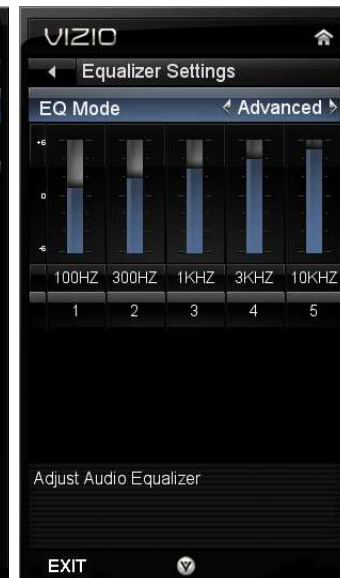 VIZIO
Equalizer Settings
EQ Mode Advanced
+6
0
-6
100HZ 300HZ 1KHZ 3KHZ 10KHZ
1 2 3 4 5
Adjust Audio Equalizer
EXIT V